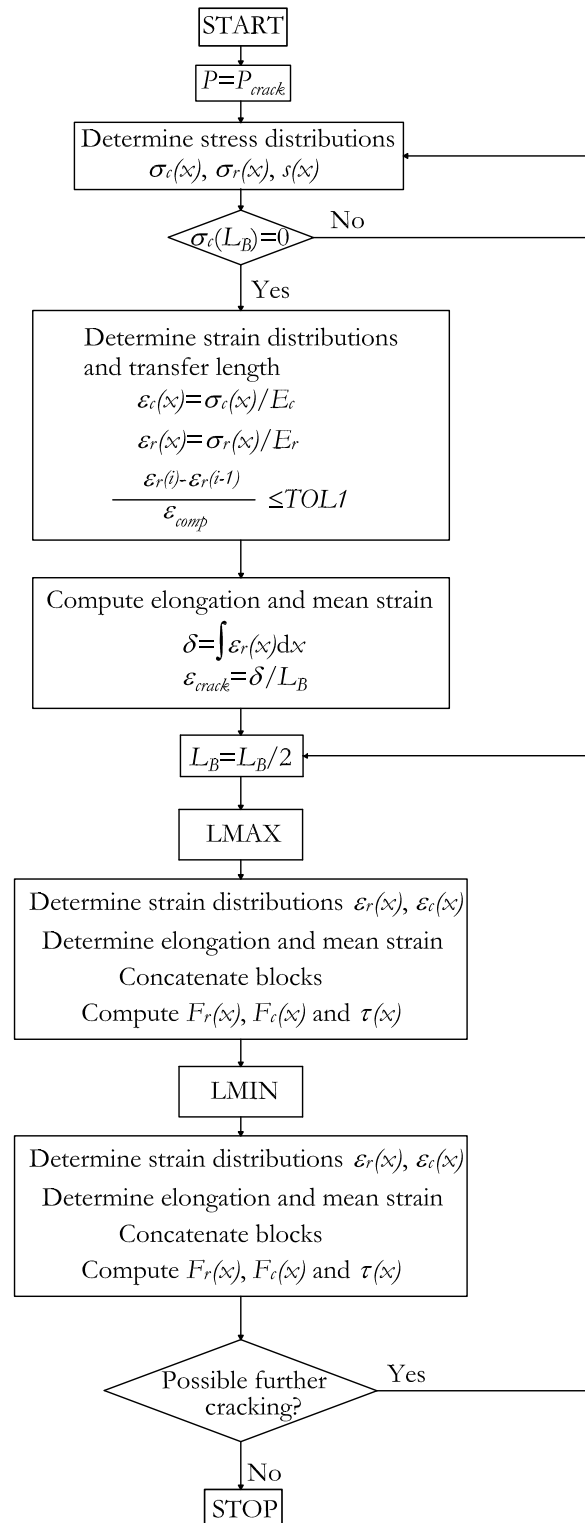 START
P=P_crack
Determine stress distributions
σ_c(x), σ_r(x), s(x)
σ_c(L_B)=0
No
Yes
Determine strain distributions
and transfer length
ε_c(x)=σ_c(x)/E_c
ε_r(x)=σ_r(x)/E_r
ε_r(i)-ε_r(i-1)
ε_comp
≤TOL1
Compute elongation and mean strain
δ=∫ε_r(x)dx
ε_crack=δ/L_B
L_B=L_B/2
LMAX
Determine strain distributions ε_r(x), ε_c(x)
Determine elongation and mean strain
Concatenate blocks
Compute F_r(x), F_c(x) and τ(x)
LMIN
Determine strain distributions ε_r(x), ε_c(x)
Determine elongation and mean strain
Concatenate blocks
Compute F_r(x), F_c(x) and τ(x)
Possible further
cracking?
Yes
No
STOP